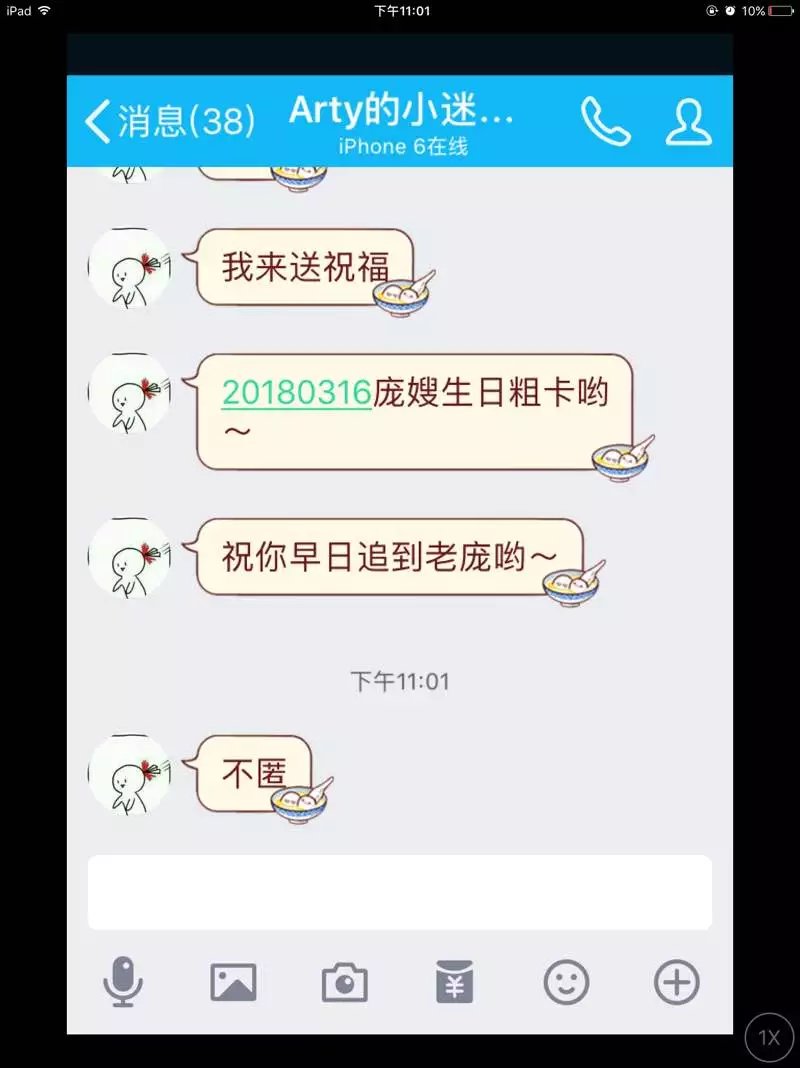 iPad 下午11:01 10%
消息(38) Arty的小迷...
iPhone 6在线
我来送祝福
20180316庞嫂生日粗卡哟
~
祝你早日追到老庞哟~
下午11:01
不匿
¥
1X